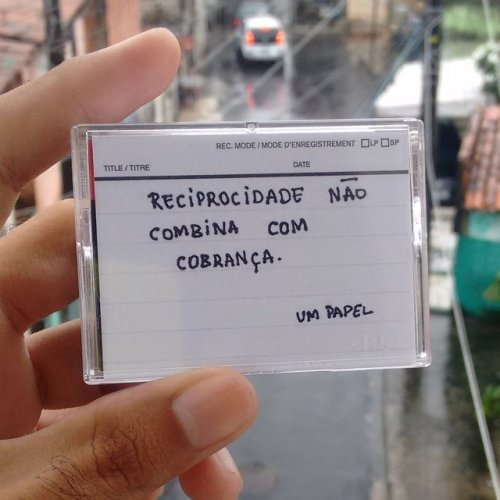 REC. MODE / MODE D'ENREGISTREMENT LP SP
TITLE / TITRE DATE
RECIPROCIDADE NÃO
COMBINA COM
COBRANÇA.
UM PAPEL